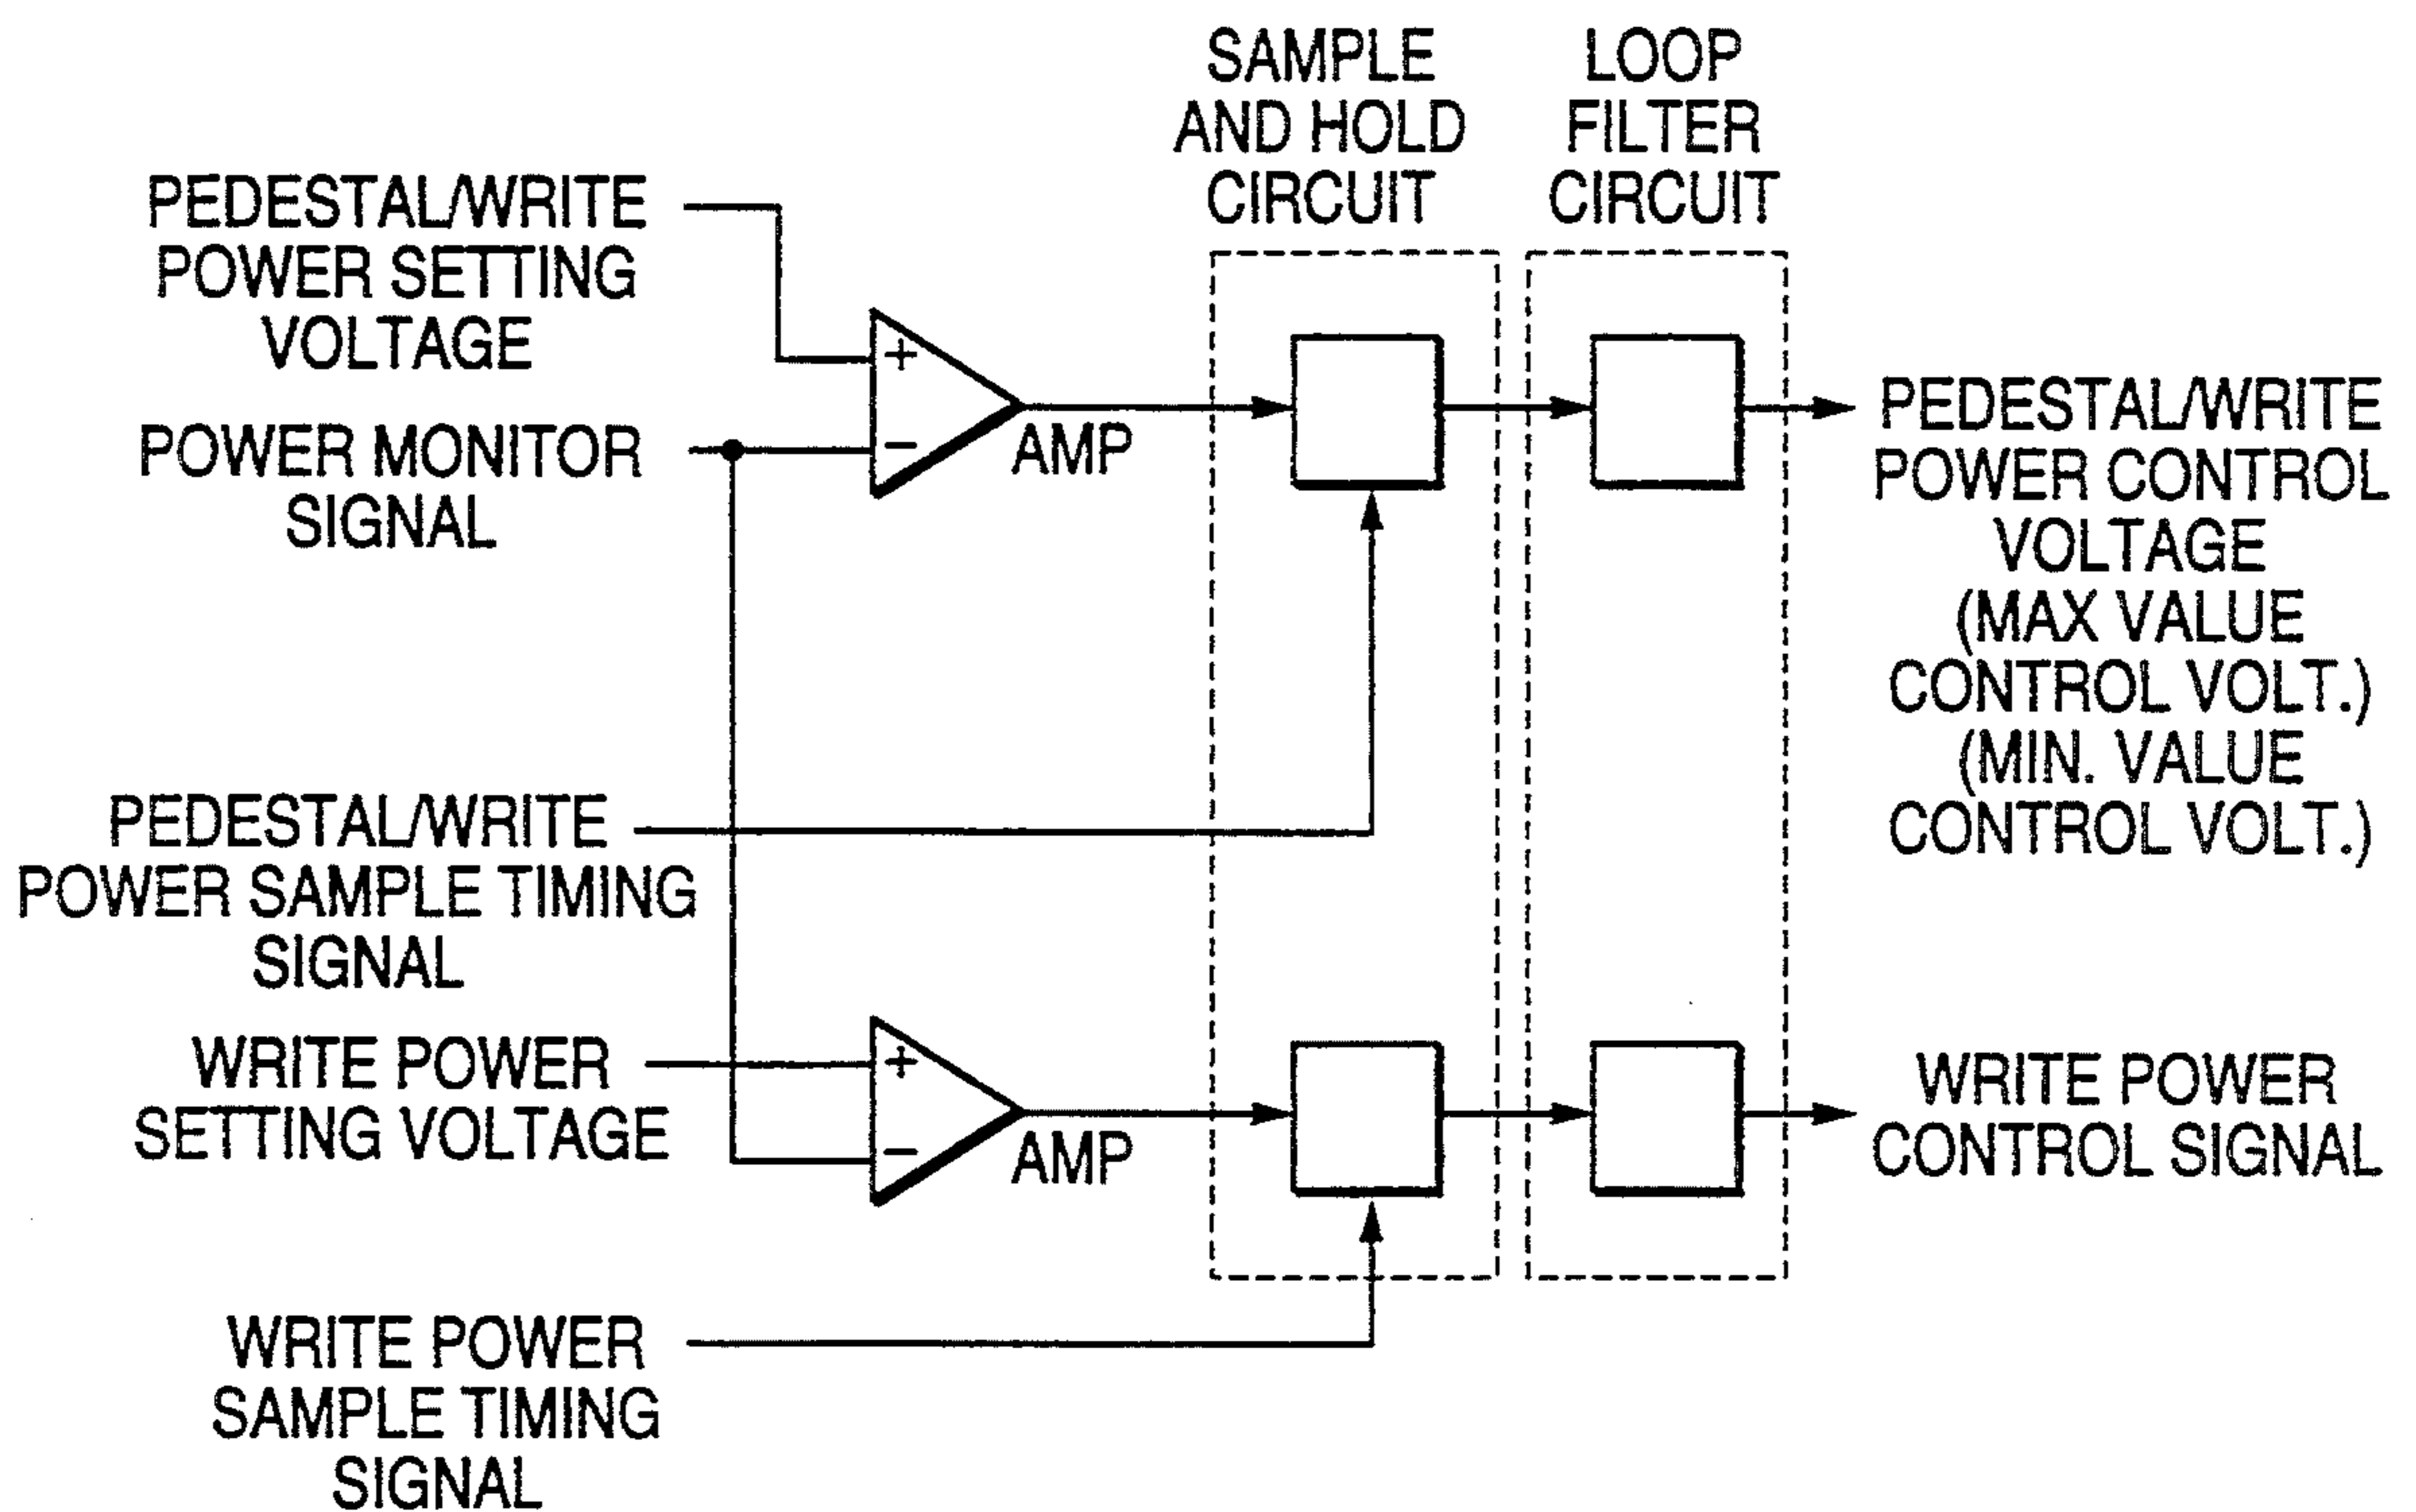 SAMPLE
AND HOLD
CIRCUIT
LOOP
FILTER
CIRCUIT
PEDESTAL/WRITE
POWER SETTING
VOLTAGE
+
−
AMP
POWER MONITOR
SIGNAL
PEDESTAL/WRITE
POWER CONTROL
VOLTAGE
(MAX VALUE
CONTROL VOLT.)
(MIN. VALUE
CONTROL VOLT.)
PEDESTAL/WRITE
POWER SAMPLE TIMING
SIGNAL
WRITE POWER
SETTING VOLTAGE
+
−
AMP
WRITE POWER
CONTROL SIGNAL
WRITE POWER
SAMPLE TIMING
SIGNAL